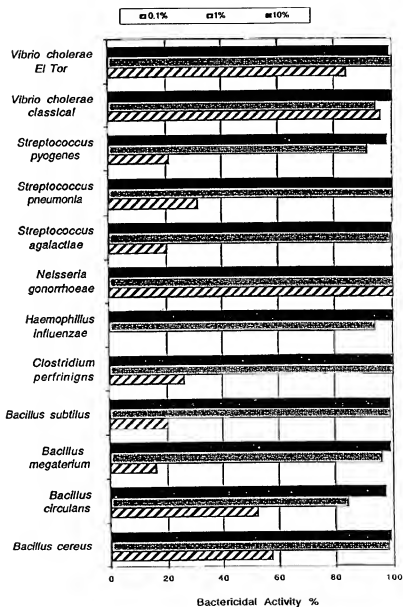 0.1% 1% 10%
Vibrio cholerae
El Tor
Vibrio cholerae
classical
Streptococcus
pyogenes
Streptococcus
pneumonia
Streptococcus
agalactiae
Neisseria
gonorrhoeae
Haemophillus
influenzae
Clostridium
perfrinigns
Bacillus subtilus
Bacillus
megaterium
Bacillus
circulans
Bacillus cereus
0 20 40 60 80 100
Bactericidal Activity %